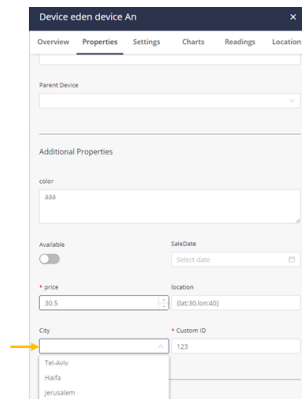 Device eden device An ×
Overview Properties Settings Charts Readings Location
Parent Device
Additional Properties
color
aaa
Available SaleDate
Select date
* price location
30.5 {lat:30,lon:40}
City * Custom ID
123
Tel-Aviv
Haifa
Jerusalem